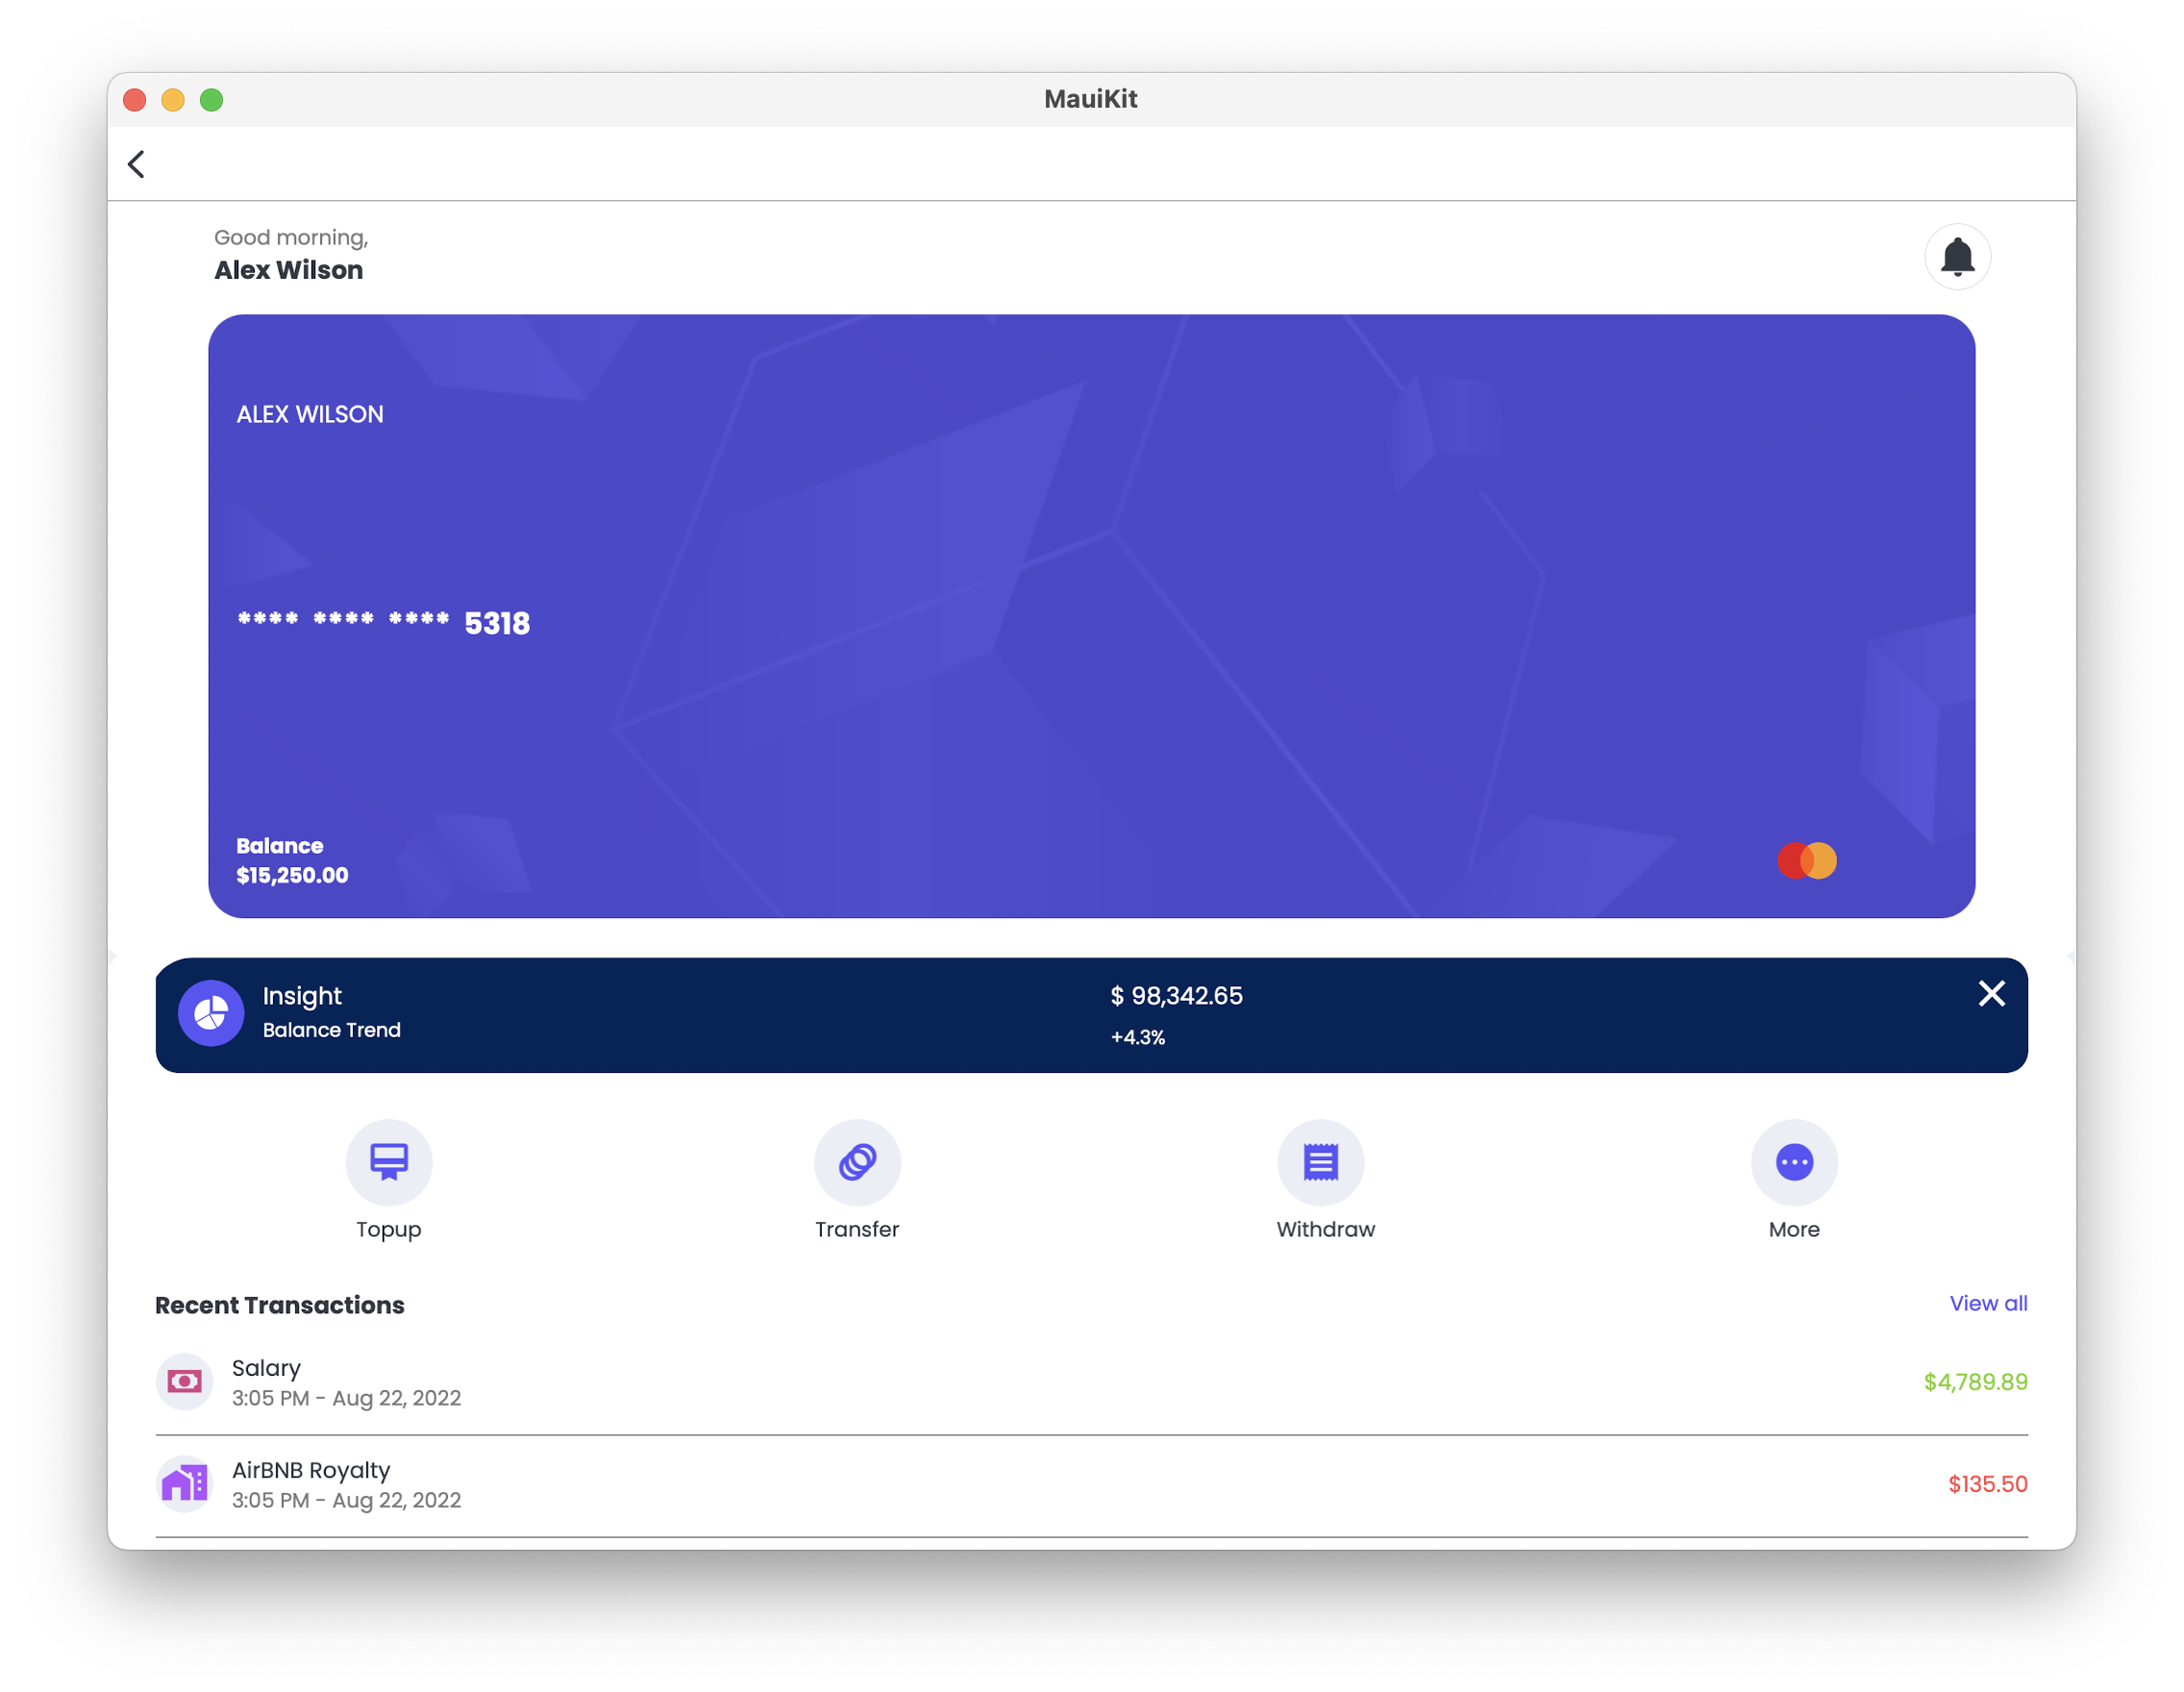 MauiKit
Good morning,
Alex Wilson
ALEX WILSON
**** **** **** 5318
Balance
$15,250.00
Insight
Balance Trend
$ 98,342.65
+4.3%
Topup
Transfer
Withdraw
More
Recent Transactions
View all
Salary
3:05 PM - Aug 22, 2022
$4,789.89
AirBNB Royalty
3:05 PM - Aug 22, 2022
$135.50